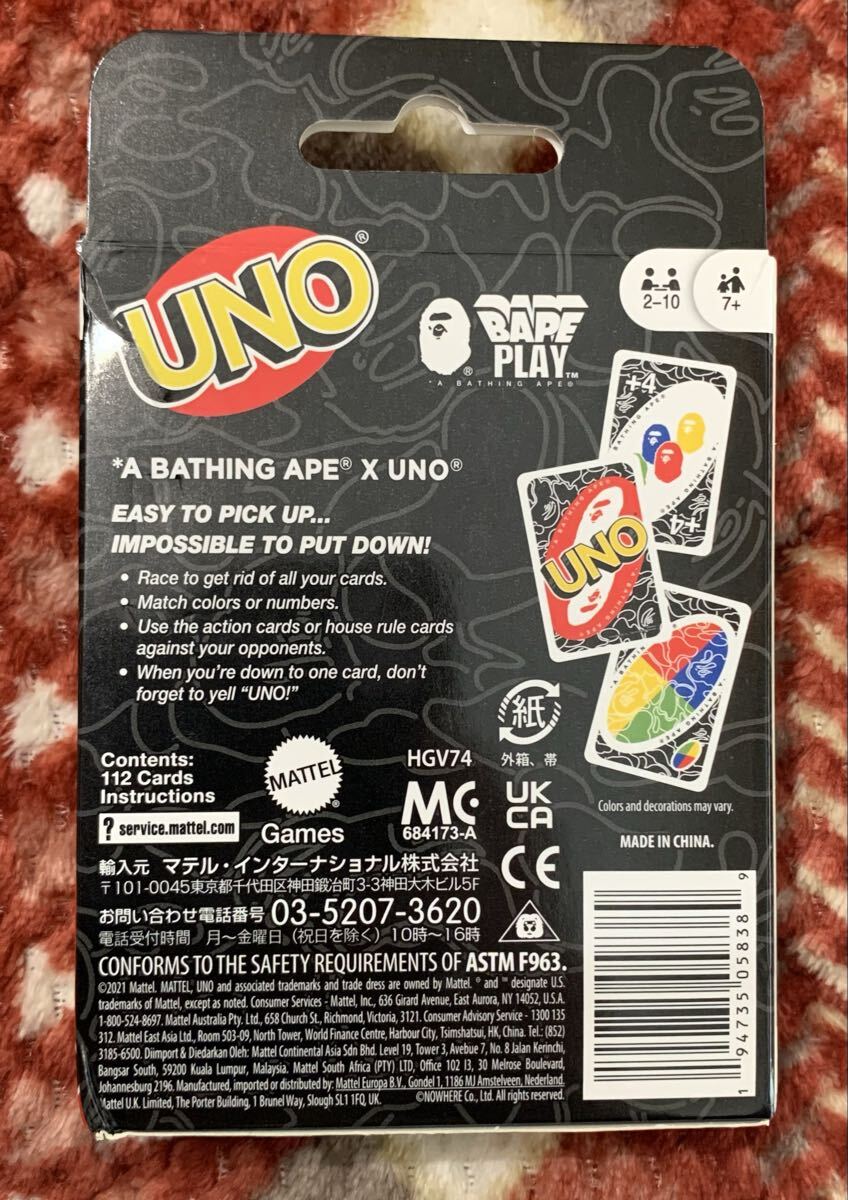 UNO®
BAPE
PLAY™
®
*A BATHING APE®
2–10
7+
*A BATHING APE® X UNO®
EASY TO PICK UP...
IMPOSSIBLE TO PUT DOWN!
• Race to get rid of all your cards.
• Match colors or numbers.
• Use the action cards or house rule cards
against your opponents.
• When you're down to one card, don't
forget to yell "UNO!"
+4
+4
UNO
Contents:
112 Cards
Instructions
? service.mattel.com
MATTEL®
Games
HGV74
MC
684173-A
紙
外箱、帯
UK
CA
CE
Colors and decorations may vary.
MADE IN CHINA.
輸入元 マテル・インターナショナル株式会社
〒101-0045東京都千代田区神田鍛冶町3-3神田大木ビル5F
お問い合わせ電話番号 03-5207-3620
電話受付時間 月〜金曜日（祝日を除く）10時〜16時
CONFORMS TO THE SAFETY REQUIREMENTS OF ASTM F963.
©2021 Mattel. MATTEL, UNO and associated trademarks and trade dress are owned by Mattel. ® and ™ designate U.S.
trademarks of Mattel, except as noted. Consumer Services - Mattel, Inc., 636 Girard Avenue, East Aurora, NY 14052, U.S.A.
1-800-524-8697. Mattel Australia Pty. Ltd., 658 Church St., Richmond, Victoria, 3121. Consumer Advisory Service - 1300 135
312. Mattel East Asia Ltd., Room 503-09, North Tower, World Finance Centre, Harbour City, Tsimshatsui, HK, China. Tel.: (852)
3185-6500. Diimport & Diedarkan Oleh: Mattel Continental Asia Sdn Bhd. Level 19, Tower 3, Avebue 7, No. 8 Jalan Kerinchi,
Bangsar South, 59200 Kuala Lumpur, Malaysia. Mattel South Africa (PTY) LTD, Office 102 I3, 30 Melrose Boulevard,
Johannesburg 2196. Manufactured, imported or distributed by: Mattel Europa B.V., Gondel 1, 1186 MJ Amstelveen, Nederland.
Mattel U.K. Limited, The Porter Building, 1 Brunel Way, Slough SL1 1FQ, UK.
©NOWHERE Co., Ltd. All rights reserved.
1 94735 05838 9